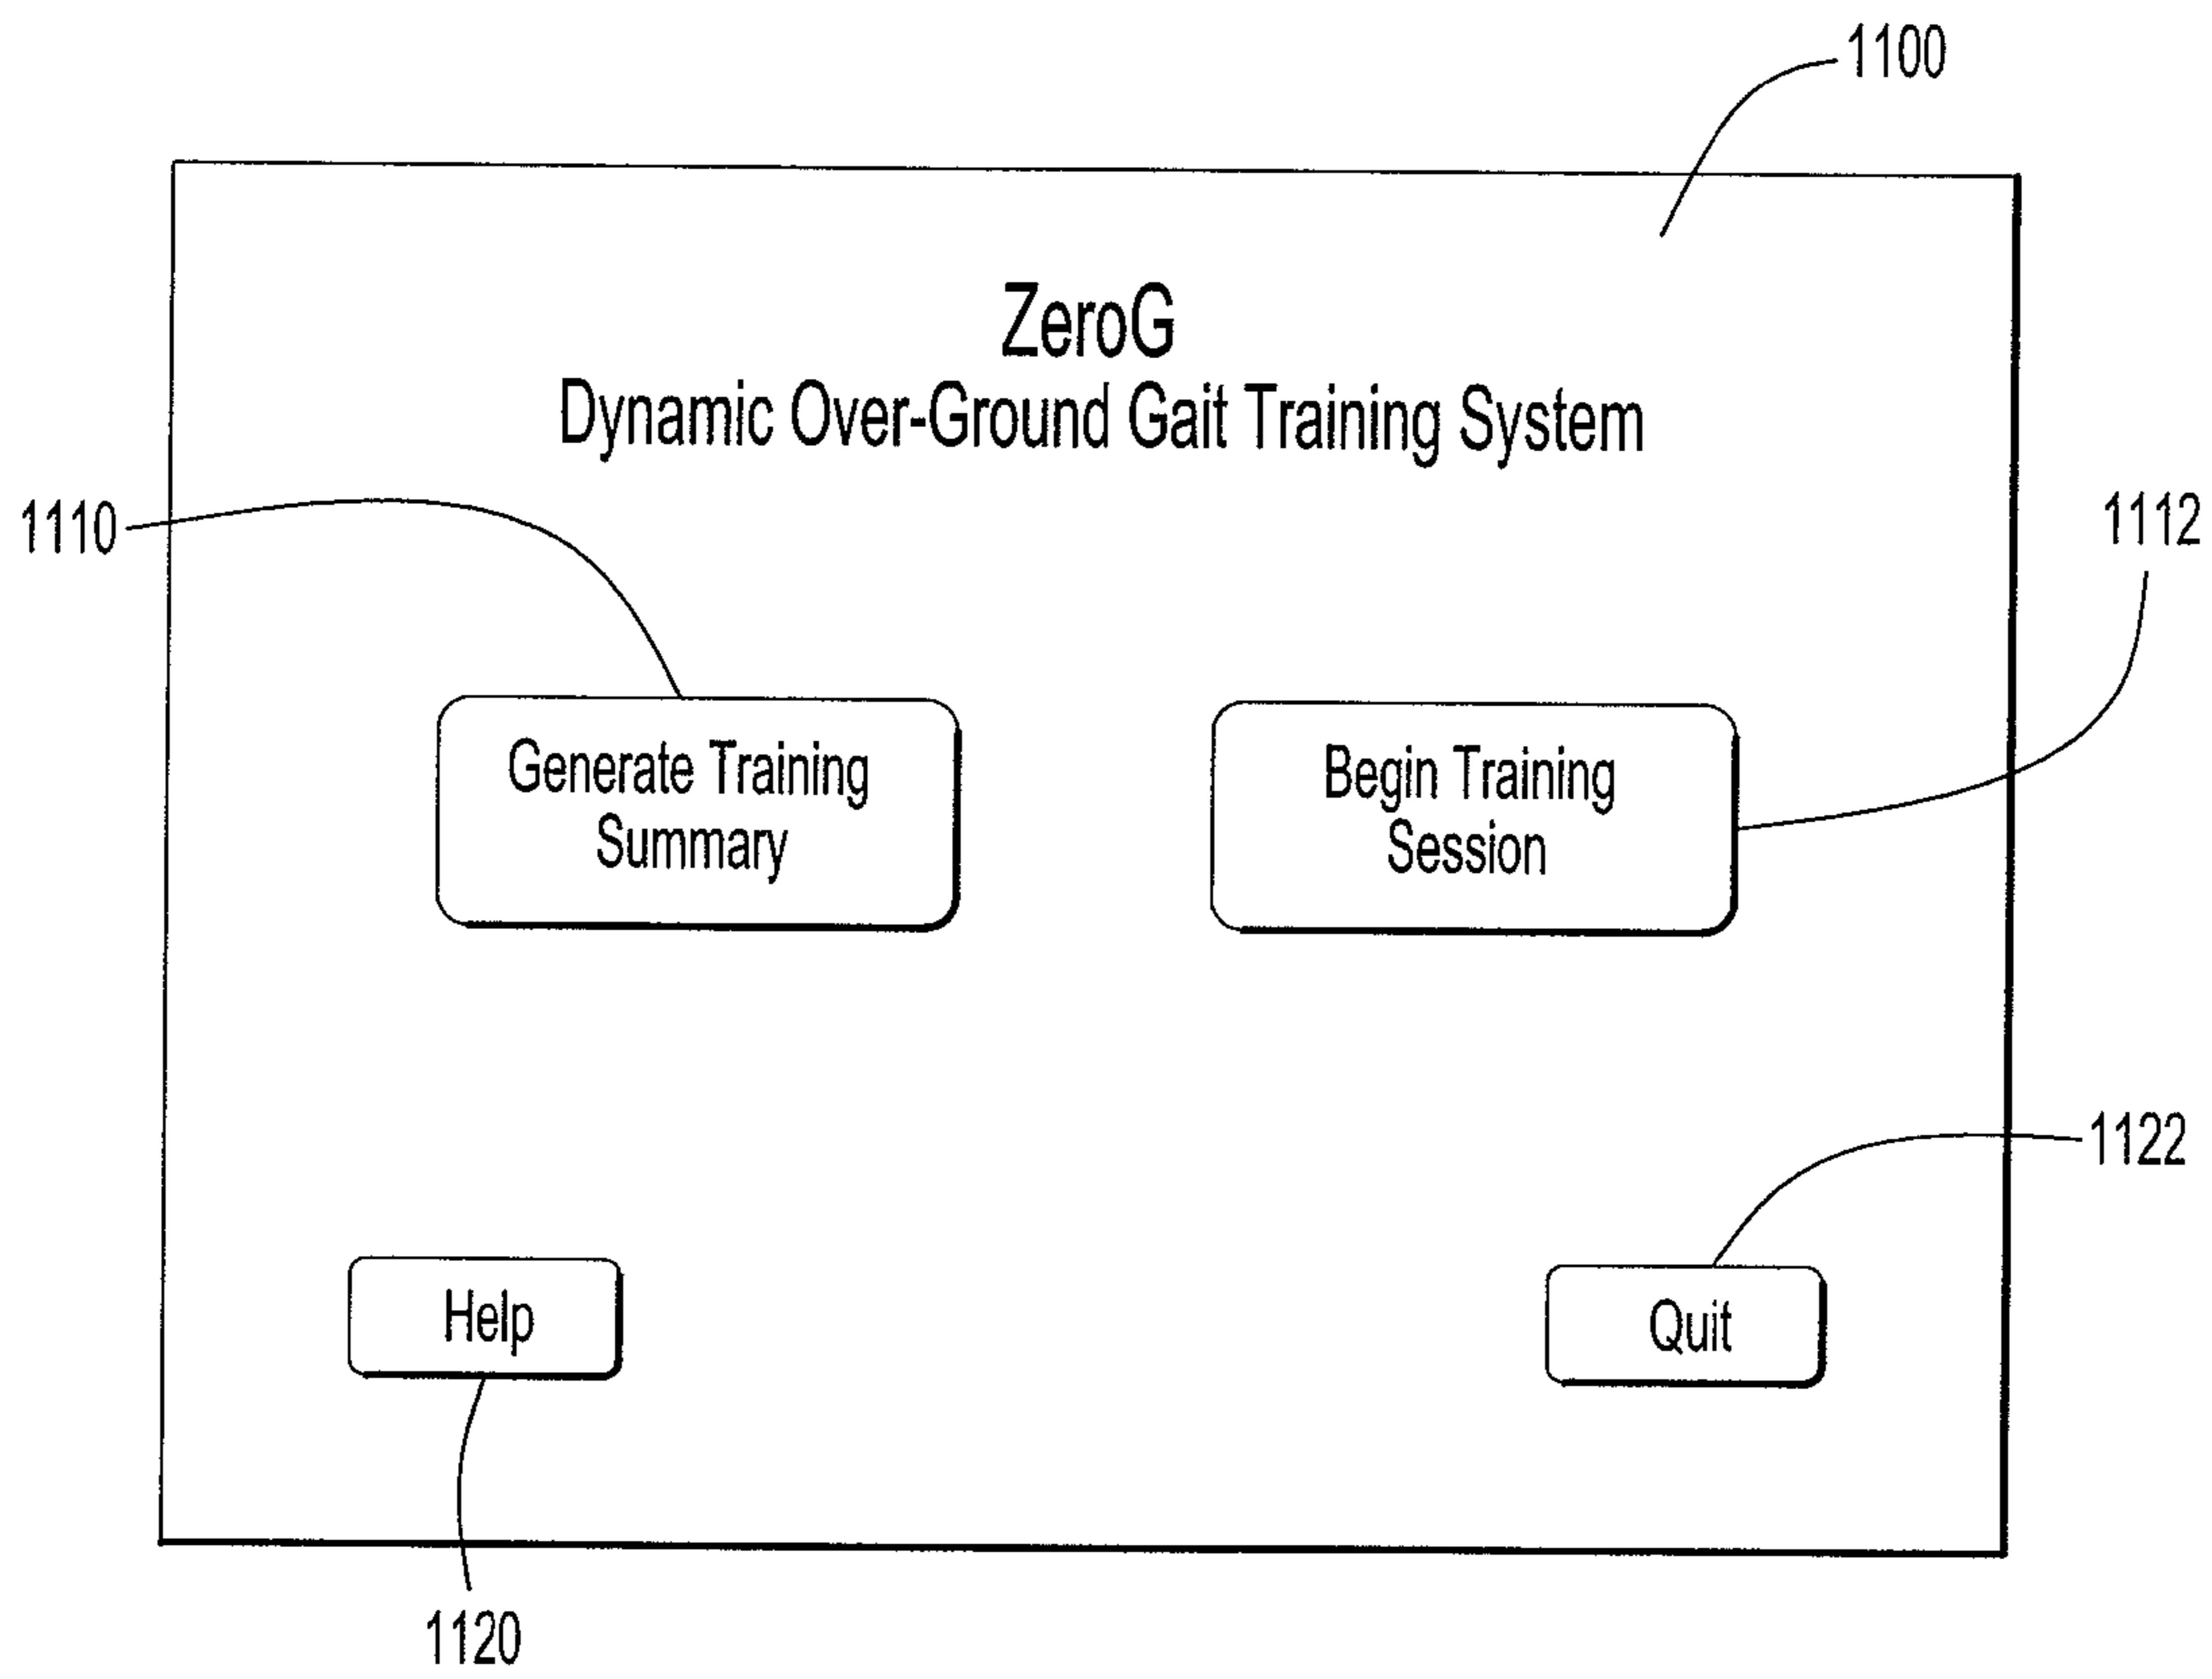 1100
ZeroG
Dynamic Over-Ground Gait Training System
1110
1112
Generate Training
Summary
Begin Training
Session
1122
Help
Quit
1120